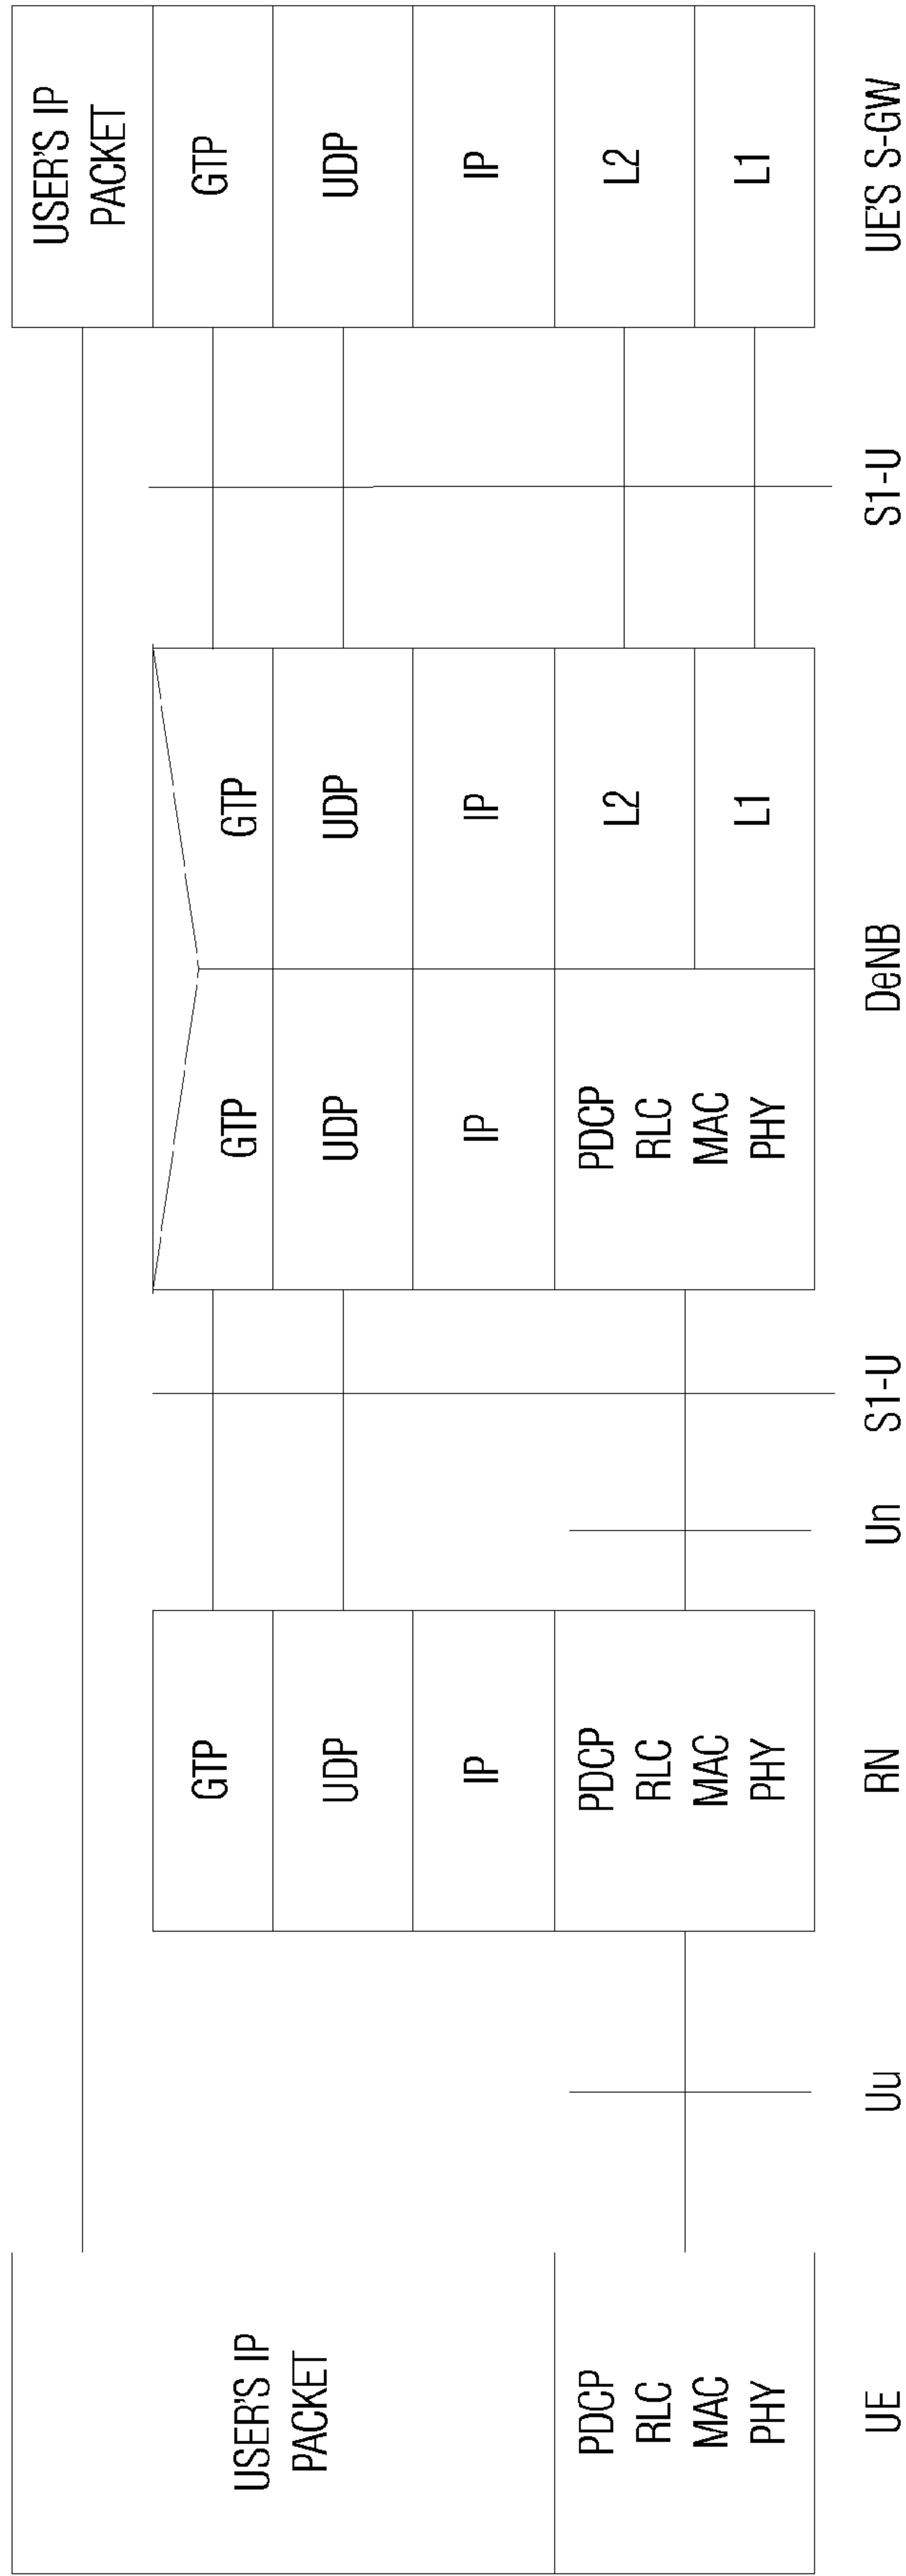 USER'S IP
PACKET
PDCP
RLC
MAC
PHY
UE
Uu
GTP
UDP
IP
PDCP
RLC
MAC
PHY
RN
Un
S1-U
GTP
UDP
IP
PDCP
RLC
MAC
PHY
GTP
UDP
IP
L2
L1
DeNB
S1-U
USER'S IP
PACKET
GTP
UDP
IP
L2
L1
UE'S S-GW